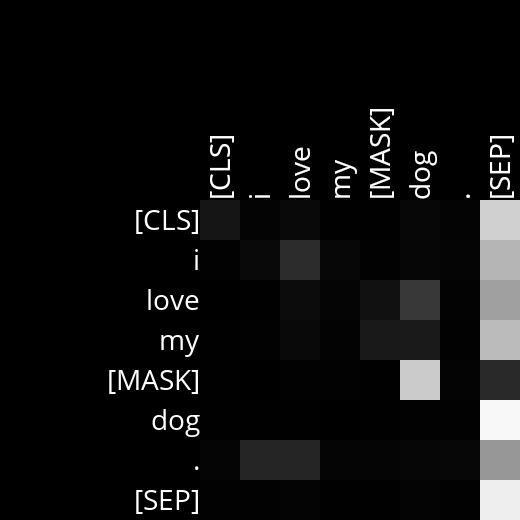 [CLS] i love my [MASK] dog . [SEP]
[CLS]
i
love
my
[MASK]
dog
.
[SEP]